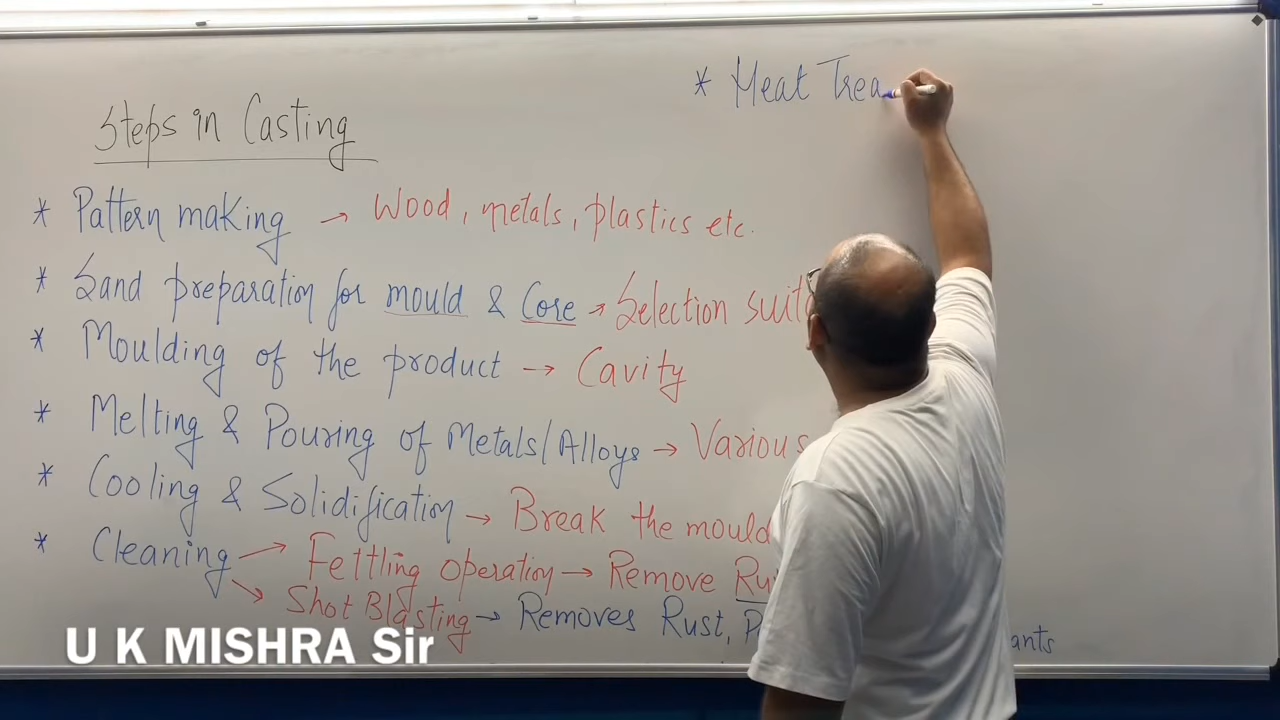 * Heat Trea
Steps in Casting
* Pattern making → Wood, metals, plastics etc.
* Sand preparation for mould & Core → Selection
* Moulding of the product → Cavity
* Melting & Pouring of Metals/Alloys → Various
* Cooling & Solidification → Break the mould
* Cleaning → Fettling operation → Remove
→ Shot Blasting → Removes Rust,
U K MISHRA Sir